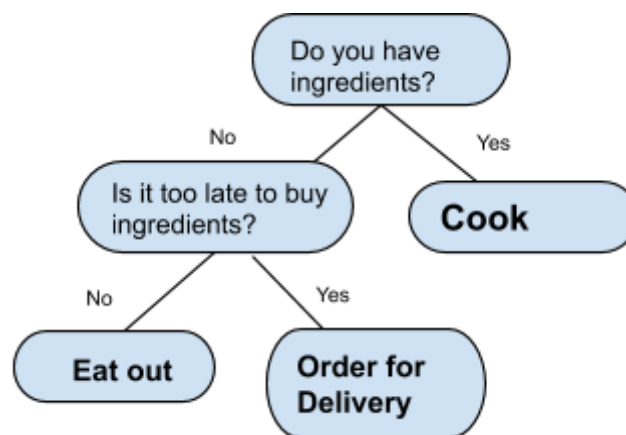 Do you have
ingredients?
No
Yes
Is it too late to buy
ingredients?
Cook
No
Yes
Eat out
Order for
Delivery